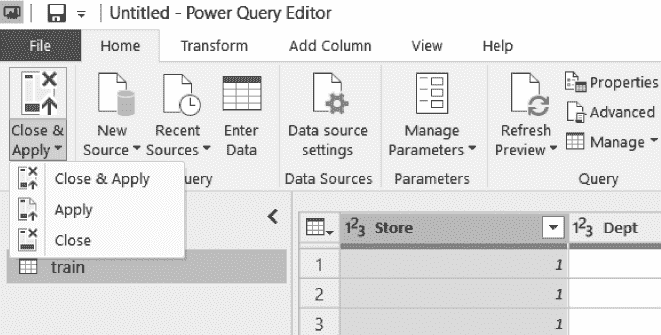 Untitled - Power Query Editor
File Home Transform Add Column View Help
Close & Apply
New Source
Recent Sources
Enter Data
Data source settings
Manage Parameters
Refresh Preview
Properties
Advanced
Manage
uery
Data Sources
Parameters
Query
Close & Apply
Apply
Close
train
1²3 Store
1²3 Dept
1 1
2 1
3 1